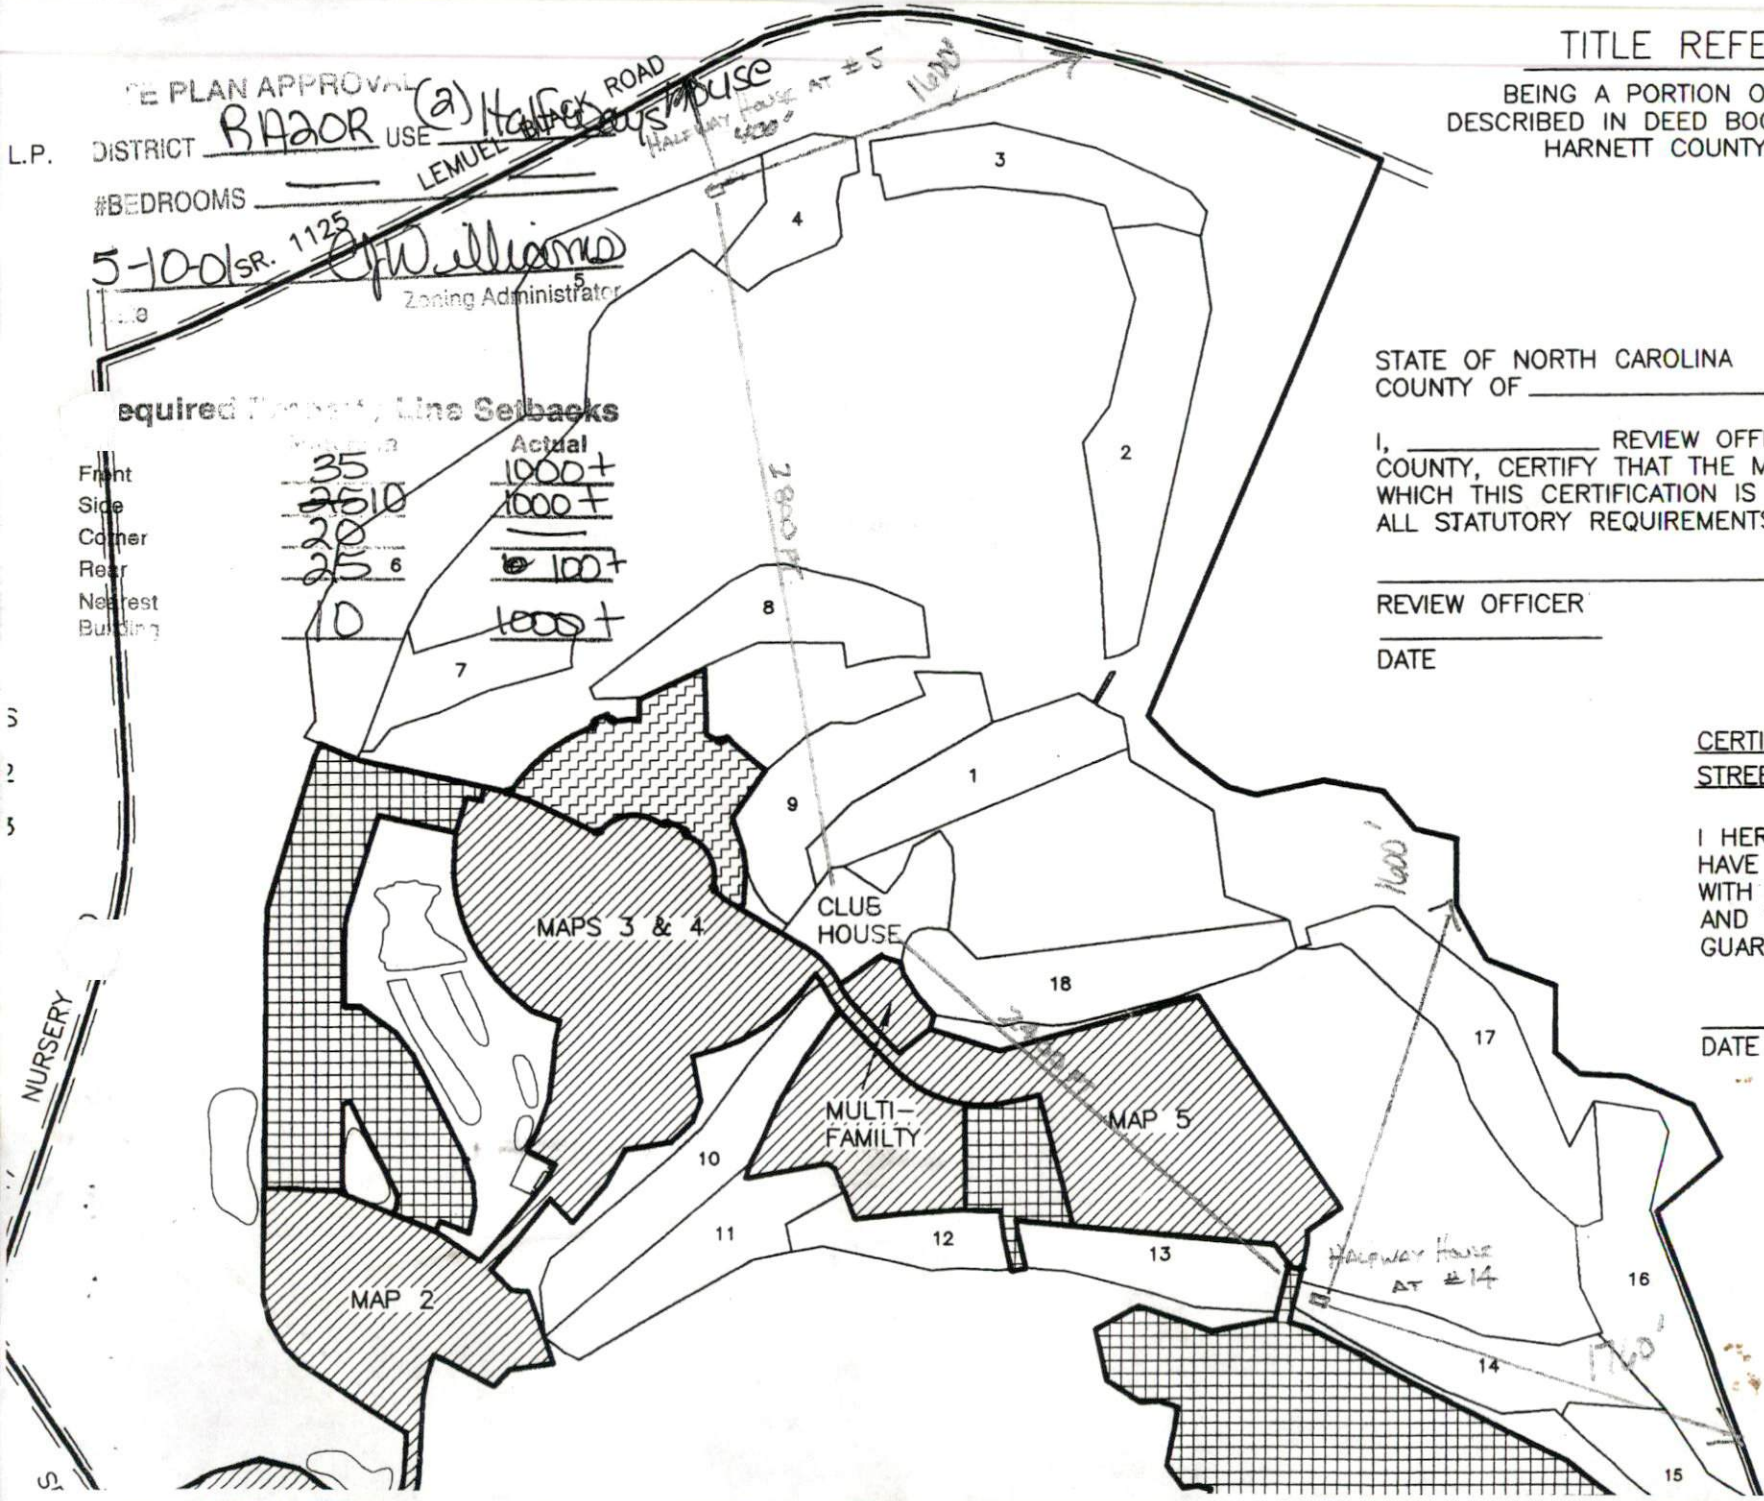 E PLAN APPROVAL
DISTRICT RA20R USE (2) Halfways House
#BEDROOMS
5-10-01
Zoning Administrator
L.P.
LEMUEL BLACK ROAD
SR. 1125
HALFWAY HOUSE AT #5
400'
1600'
equired Property Line Setbacks
Actual
Front 35 1000+
Side 25 10 1000+
Corner 20
Rear 25 100+
Nearest
Building 10 1000+
TITLE REFE
BEING A PORTION O
DESCRIBED IN DEED BOO
HARNETT COUNTY
STATE OF NORTH CAROLINA
COUNTY OF
I, REVIEW OFFI
COUNTY, CERTIFY THAT THE M
WHICH THIS CERTIFICATION IS
ALL STATUTORY REQUIREMENTS
REVIEW OFFICER
DATE
CERTI
STREE
I HER
HAVE
WITH
AND
GUAR
DATE
3
4
5
2
6
8
7
2800 FT
1
9
1600'
CLUB
HOUSE
MAPS 3 & 4
18
17
NURSERY
MULTI-
FAMILTY
MAP 5
10
11
12
13
HALFWAY HOUSE
AT #14
16
MAP 2
14
1760'
15